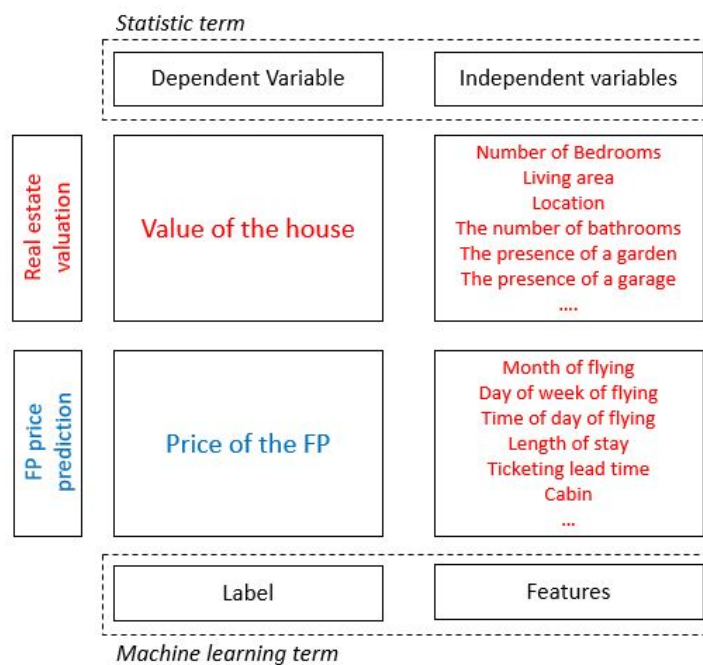 Statistic term
Dependent Variable
Independent variables
Real estate
valuation
Value of the house
Number of Bedrooms
Living area
Location
The number of bathrooms
The presence of a garden
The presence of a garage
....
FP price
prediction
Price of the FP
Month of flying
Day of week of flying
Time of day of flying
Length of stay
Ticketing lead time
Cabin
...
Label
Features
Machine learning term